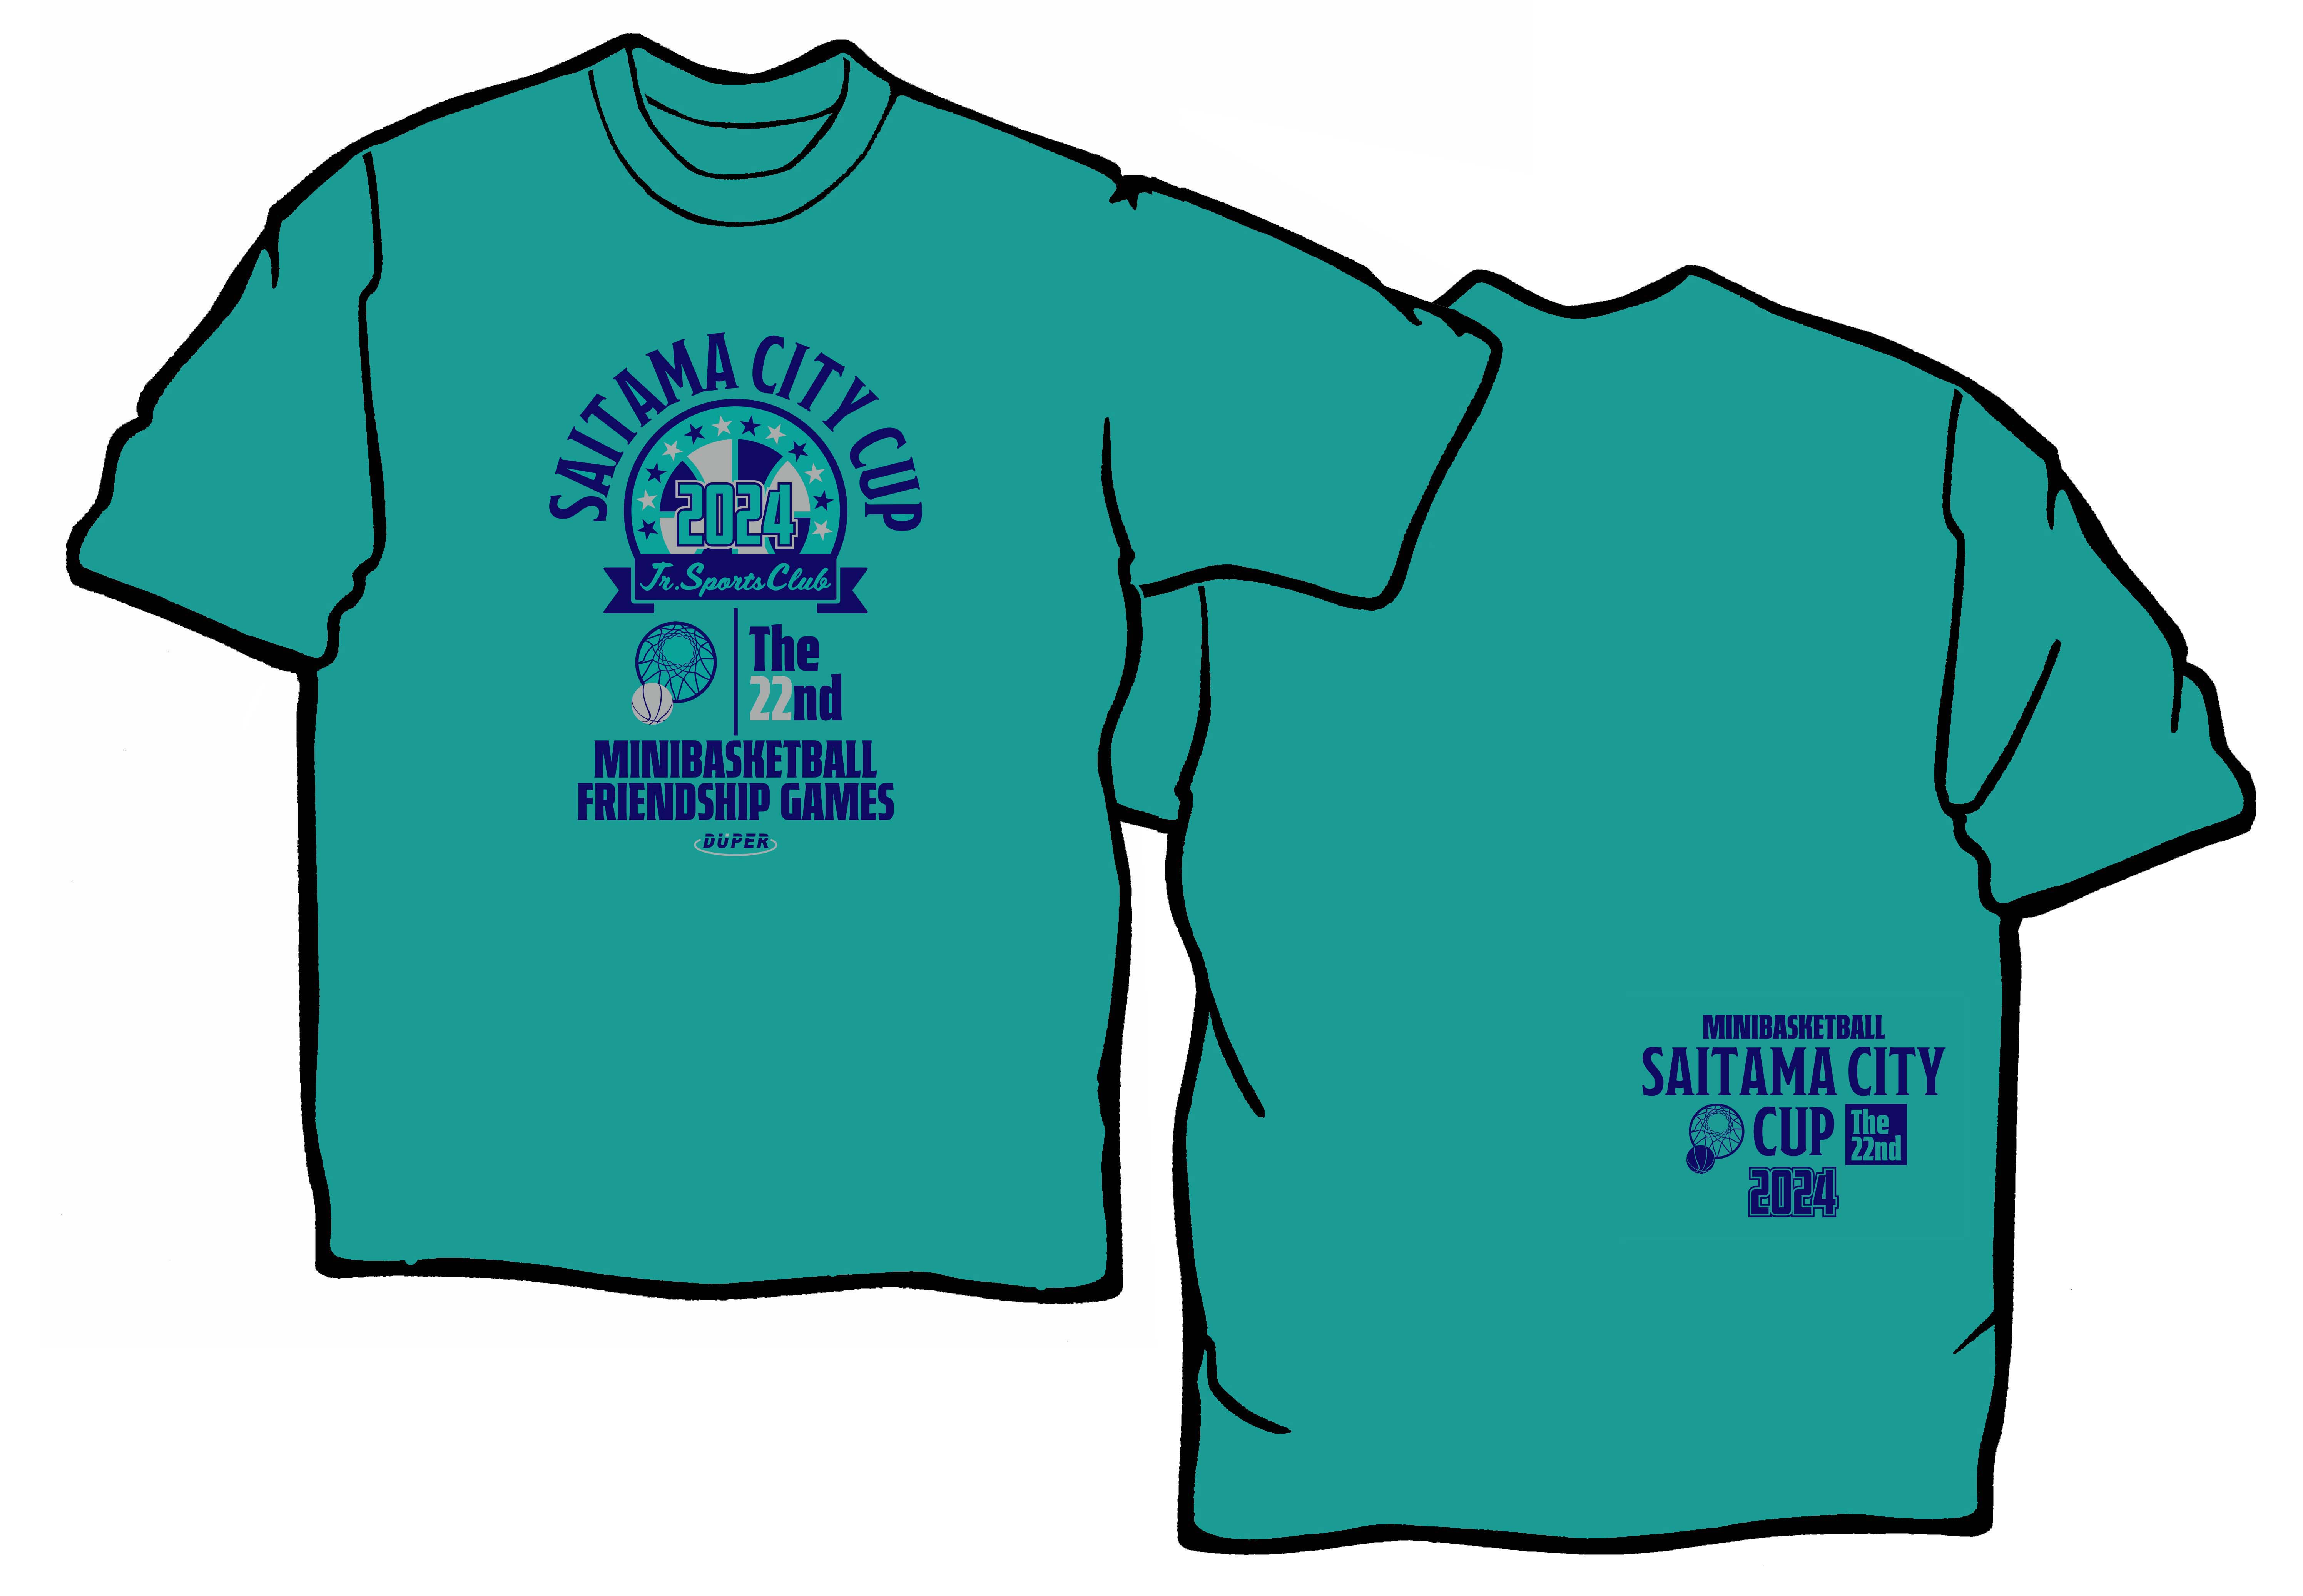 SAITAMA CITY CUP
2024
Jr. Sports Club
The
22nd
MINIBASKETBALL
FRIENDSHIP GAMES
DUPER
MINIBASKETBALL
SAITAMA CITY
CUP
The
22nd
2024